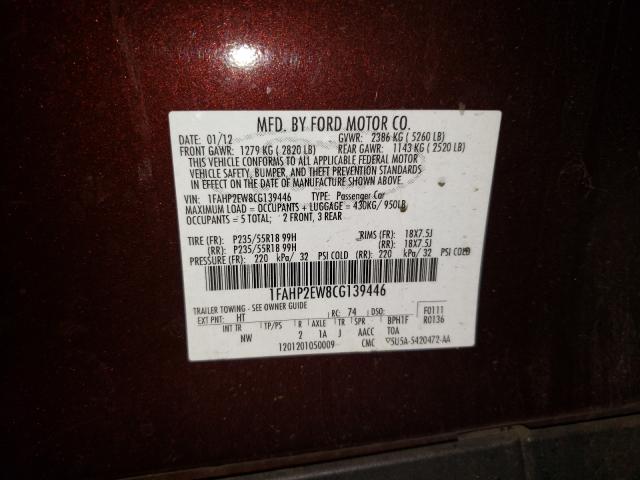 MFD. BY FORD MOTOR CO.
DATE: 01/12 GVWR: 2386 KG ( 5260 LB)
FRONT GAWR: 1279 KG ( 2820 LB) REAR GAWR: 1143 KG ( 2520 LB)
THIS VEHICLE CONFORMS TO ALL APPLICABLE FEDERAL MOTOR
VEHICLE SAFETY, BUMPER, AND THEFT PREVENTION STANDARDS
IN EFFECT ON THE DATE OF MANUFACTURE SHOWN ABOVE.
VIN: 1FAHP2EW8CG139446 TYPE: Passenger Car
MAXIMUM LOAD = OCCUPANTS + LUGGAGE = 430KG/ 950LB
OCCUPANTS = 5 TOTAL: 2 FRONT, 3 REAR
TIRE (FR): P235/55R18 99H RIMS (FR): 18X7.5J
(RR): P235/55R18 99H (RR): 18X7.5J
PRESSURE (FR): 220 kPa/ 32 PSI COLD (RR): 220 kPa/ 32 PSI COLD
1FAHP2EW8CG139446
TRAILER TOWING - SEE OWNER GUIDE
EXT PNT: HT RC: 74 DSO: F0111
INT TR TP/PS R AXLE TR SPR BPH1F R0136
NW 2 1A J AACC TOA
1201201050009 CMC 5U5A-5420472-AA